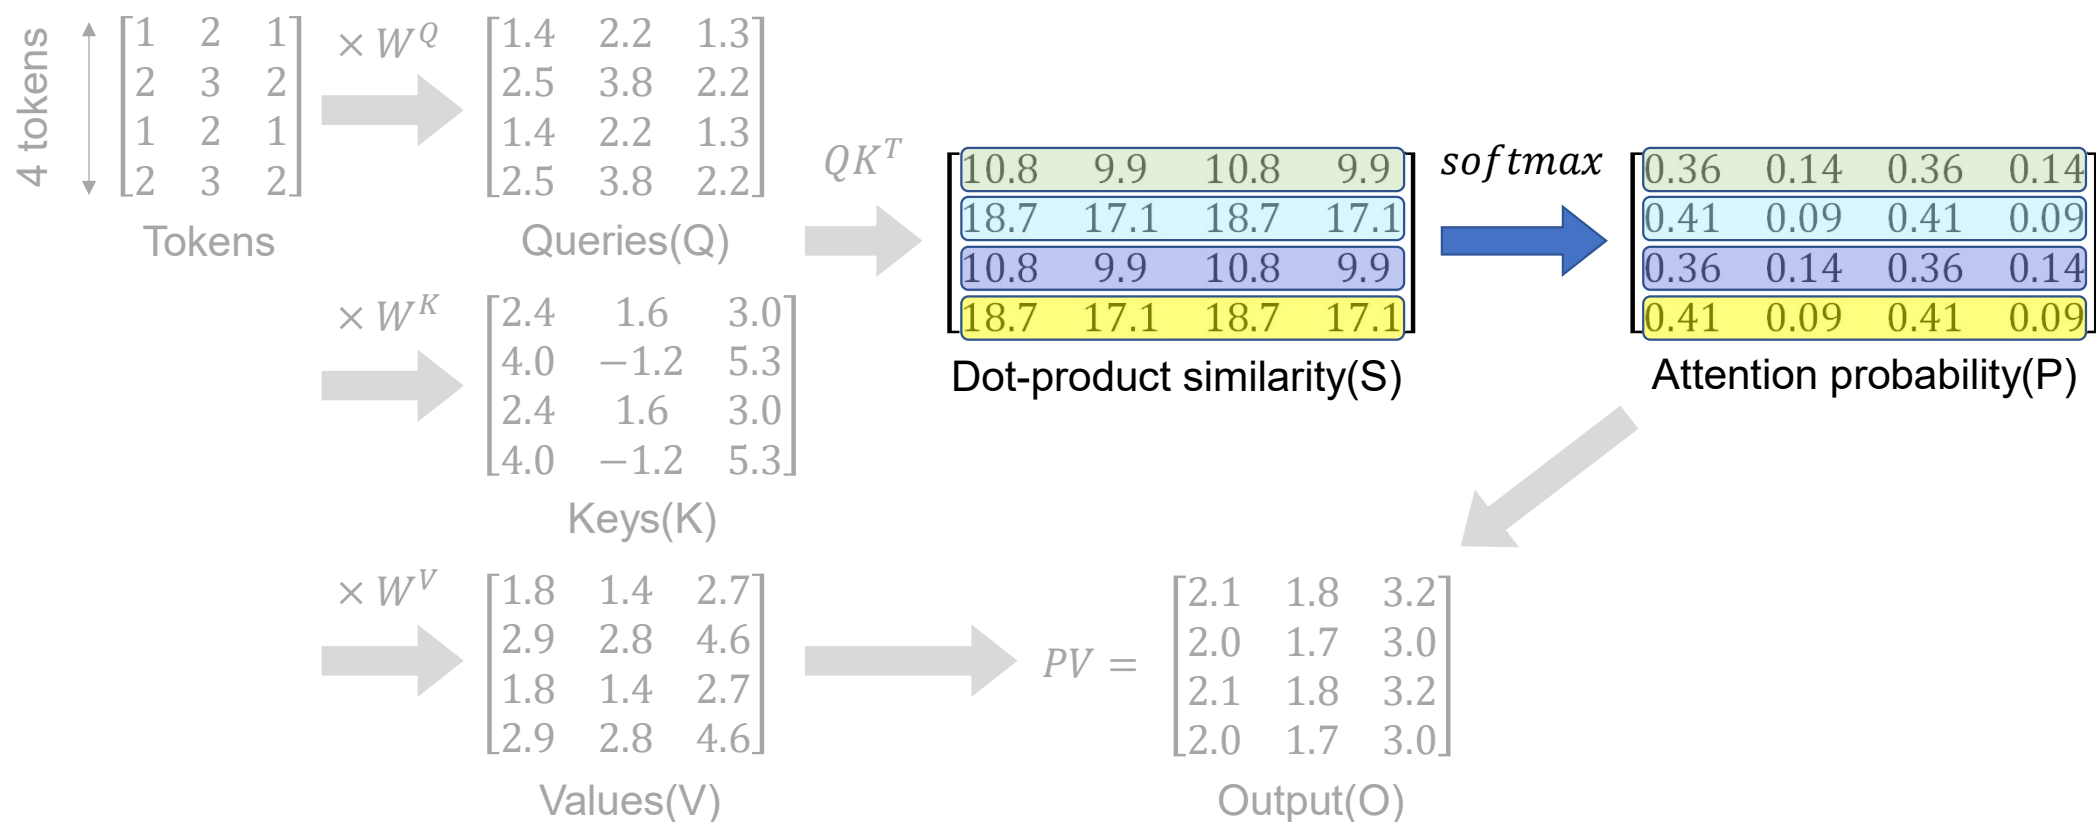 4 tokens
1 2 1
2 3 2
1 2 1
2 3 2
Tokens
× W^Q
1.4 2.2 1.3
2.5 3.8 2.2
1.4 2.2 1.3
2.5 3.8 2.2
Queries(Q)
× W^K
2.4 1.6 3.0
4.0 −1.2 5.3
2.4 1.6 3.0
4.0 −1.2 5.3
Keys(K)
× W^V
1.8 1.4 2.7
2.9 2.8 4.6
1.8 1.4 2.7
2.9 2.8 4.6
Values(V)
QK^T
10.8 9.9 10.8 9.9
18.7 17.1 18.7 17.1
10.8 9.9 10.8 9.9
18.7 17.1 18.7 17.1
Dot-product similarity(S)
softmax
0.36 0.14 0.36 0.14
0.41 0.09 0.41 0.09
0.36 0.14 0.36 0.14
0.41 0.09 0.41 0.09
Attention probability(P)
PV =
2.1 1.8 3.2
2.0 1.7 3.0
2.1 1.8 3.2
2.0 1.7 3.0
Output(O)